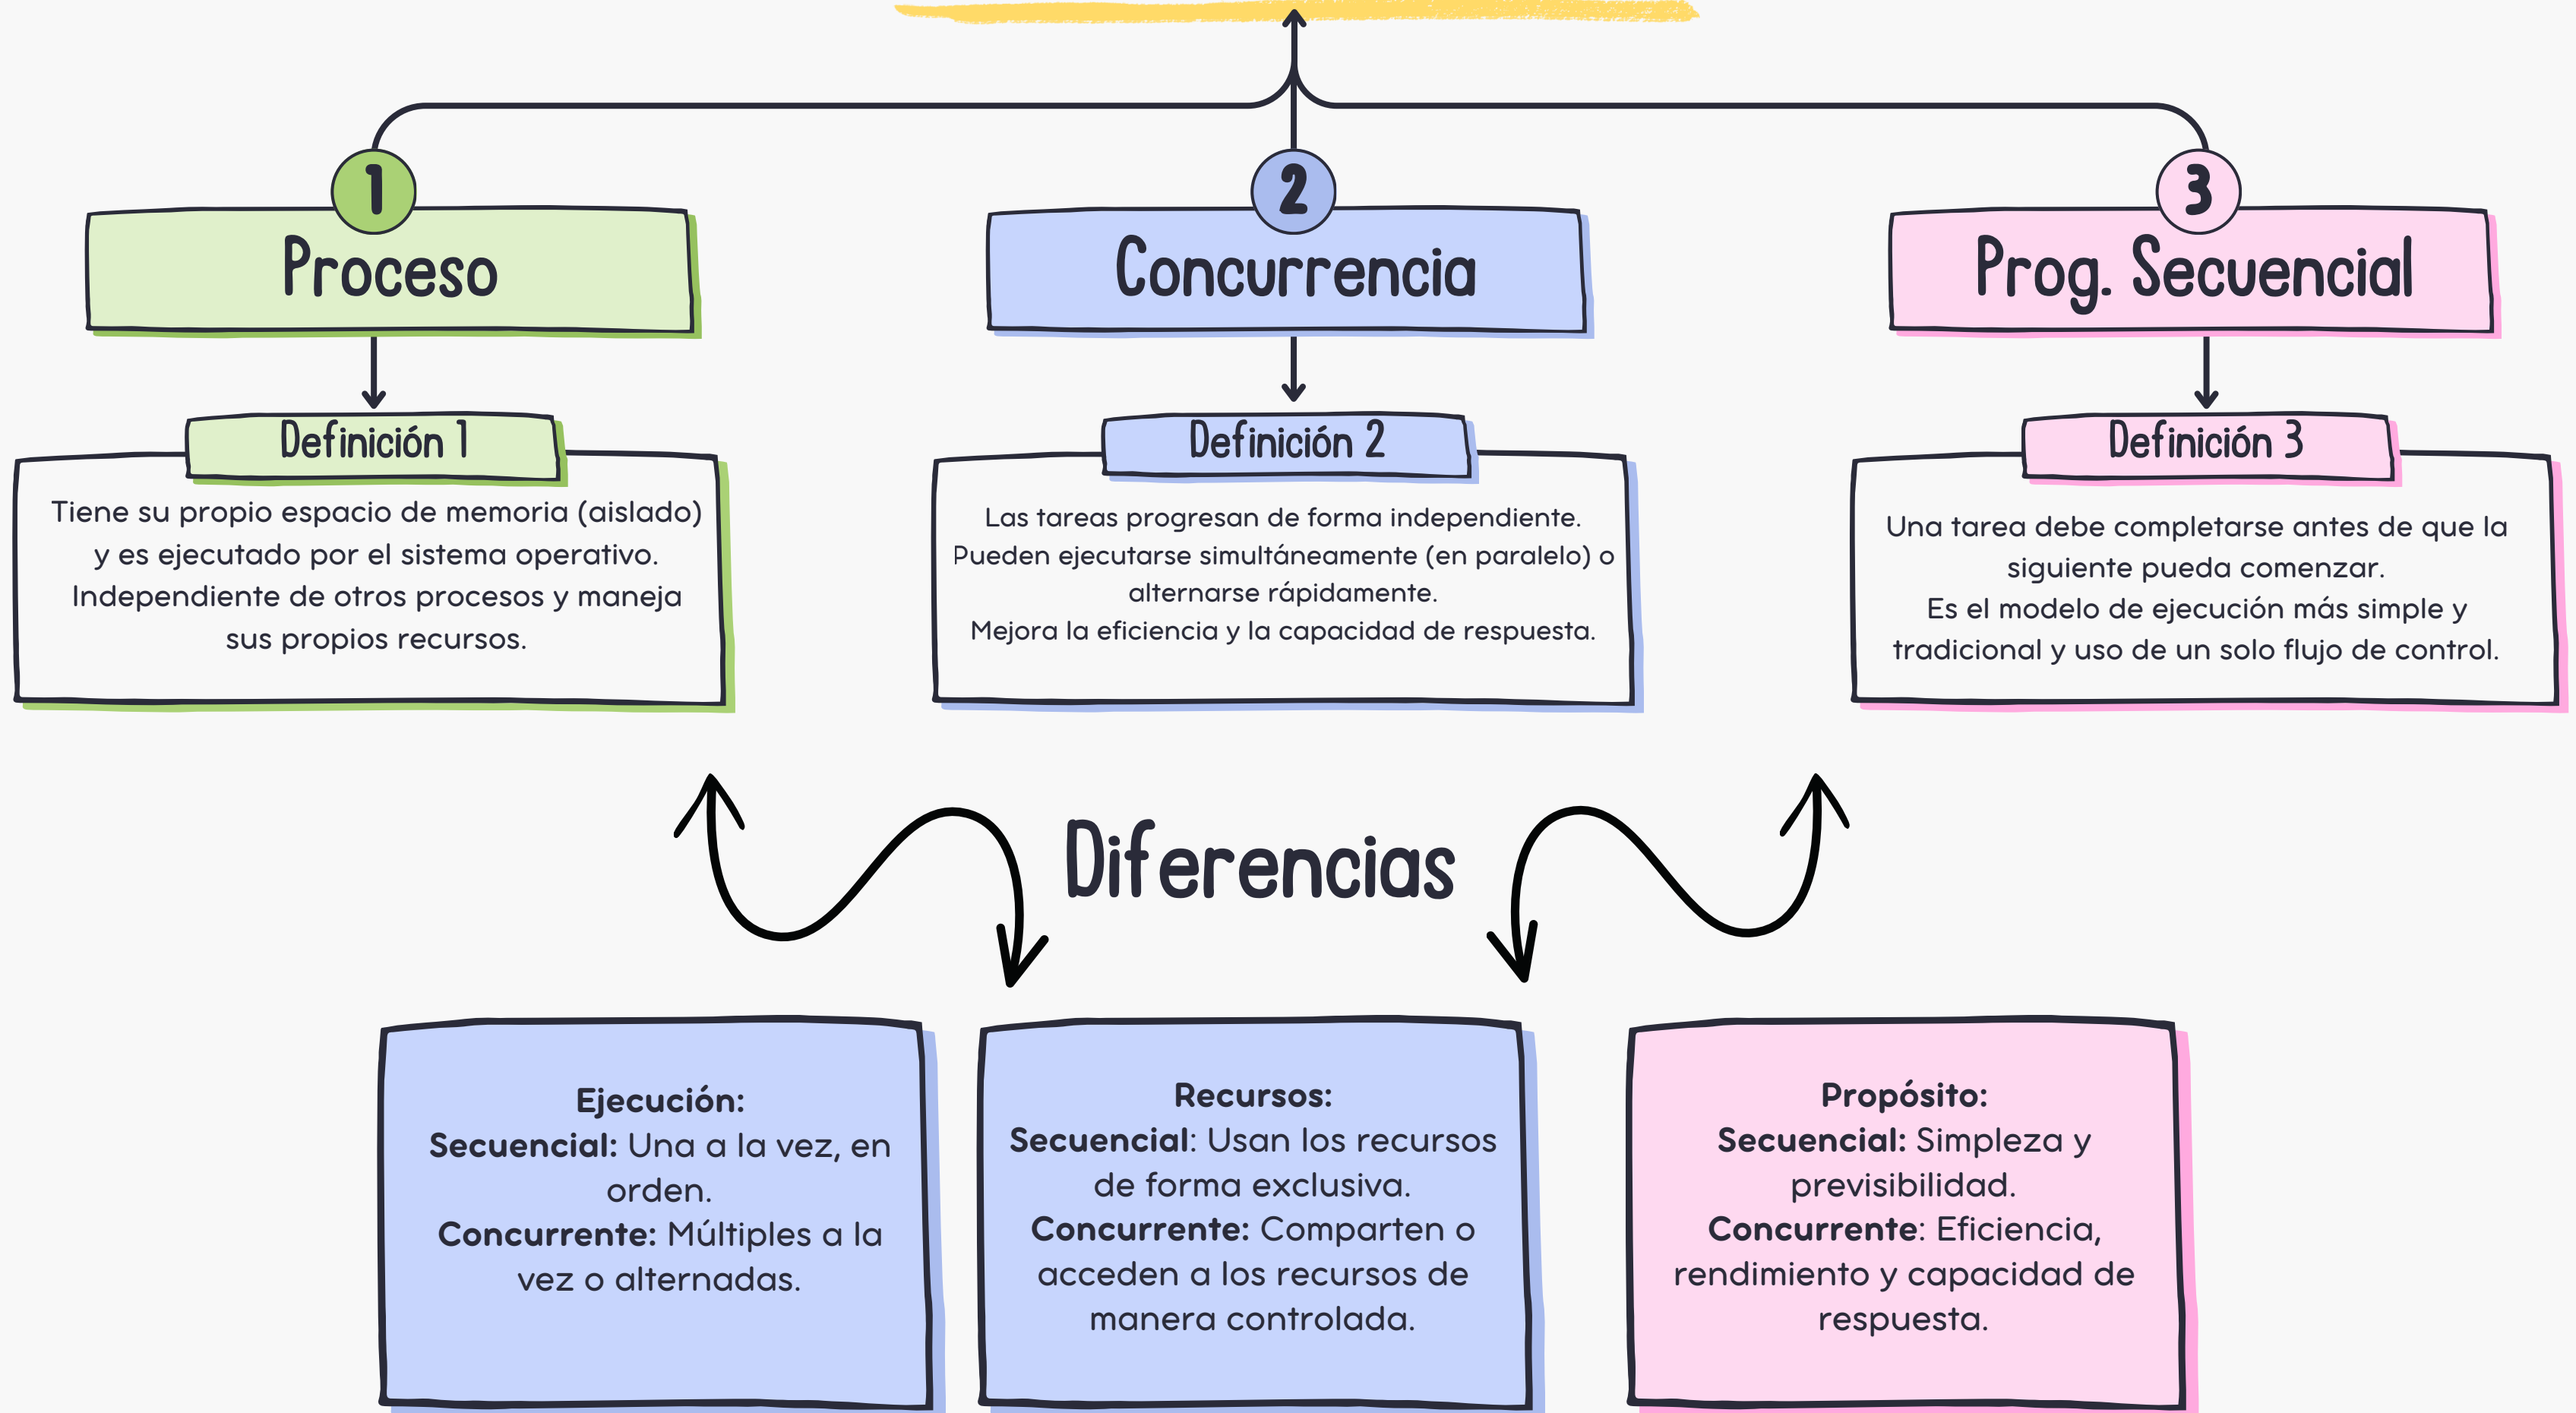 1
Proceso
2
Concurrencia
3
Prog. Secuencial
Definición 1
Tiene su propio espacio de memoria (aislado)
y es ejecutado por el sistema operativo.
Independiente de otros procesos y maneja
sus propios recursos.
Definición 2
Las tareas progresan de forma independiente.
Pueden ejecutarse simultáneamente (en paralelo) o
alternarse rápidamente.
Mejora la eficiencia y la capacidad de respuesta.
Definición 3
Una tarea debe completarse antes de que la
siguiente pueda comenzar.
Es el modelo de ejecución más simple y
tradicional y uso de un solo flujo de control.
Diferencias
Ejecución:
Secuencial: Una a la vez, en
orden.
Concurrente: Múltiples a la
vez o alternadas.
Recursos:
Secuencial: Usan los recursos
de forma exclusiva.
Concurrente: Comparten o
acceden a los recursos de
manera controlada.
Propósito:
Secuencial: Simpleza y
previsibilidad.
Concurrente: Eficiencia,
rendimiento y capacidad de
respuesta.